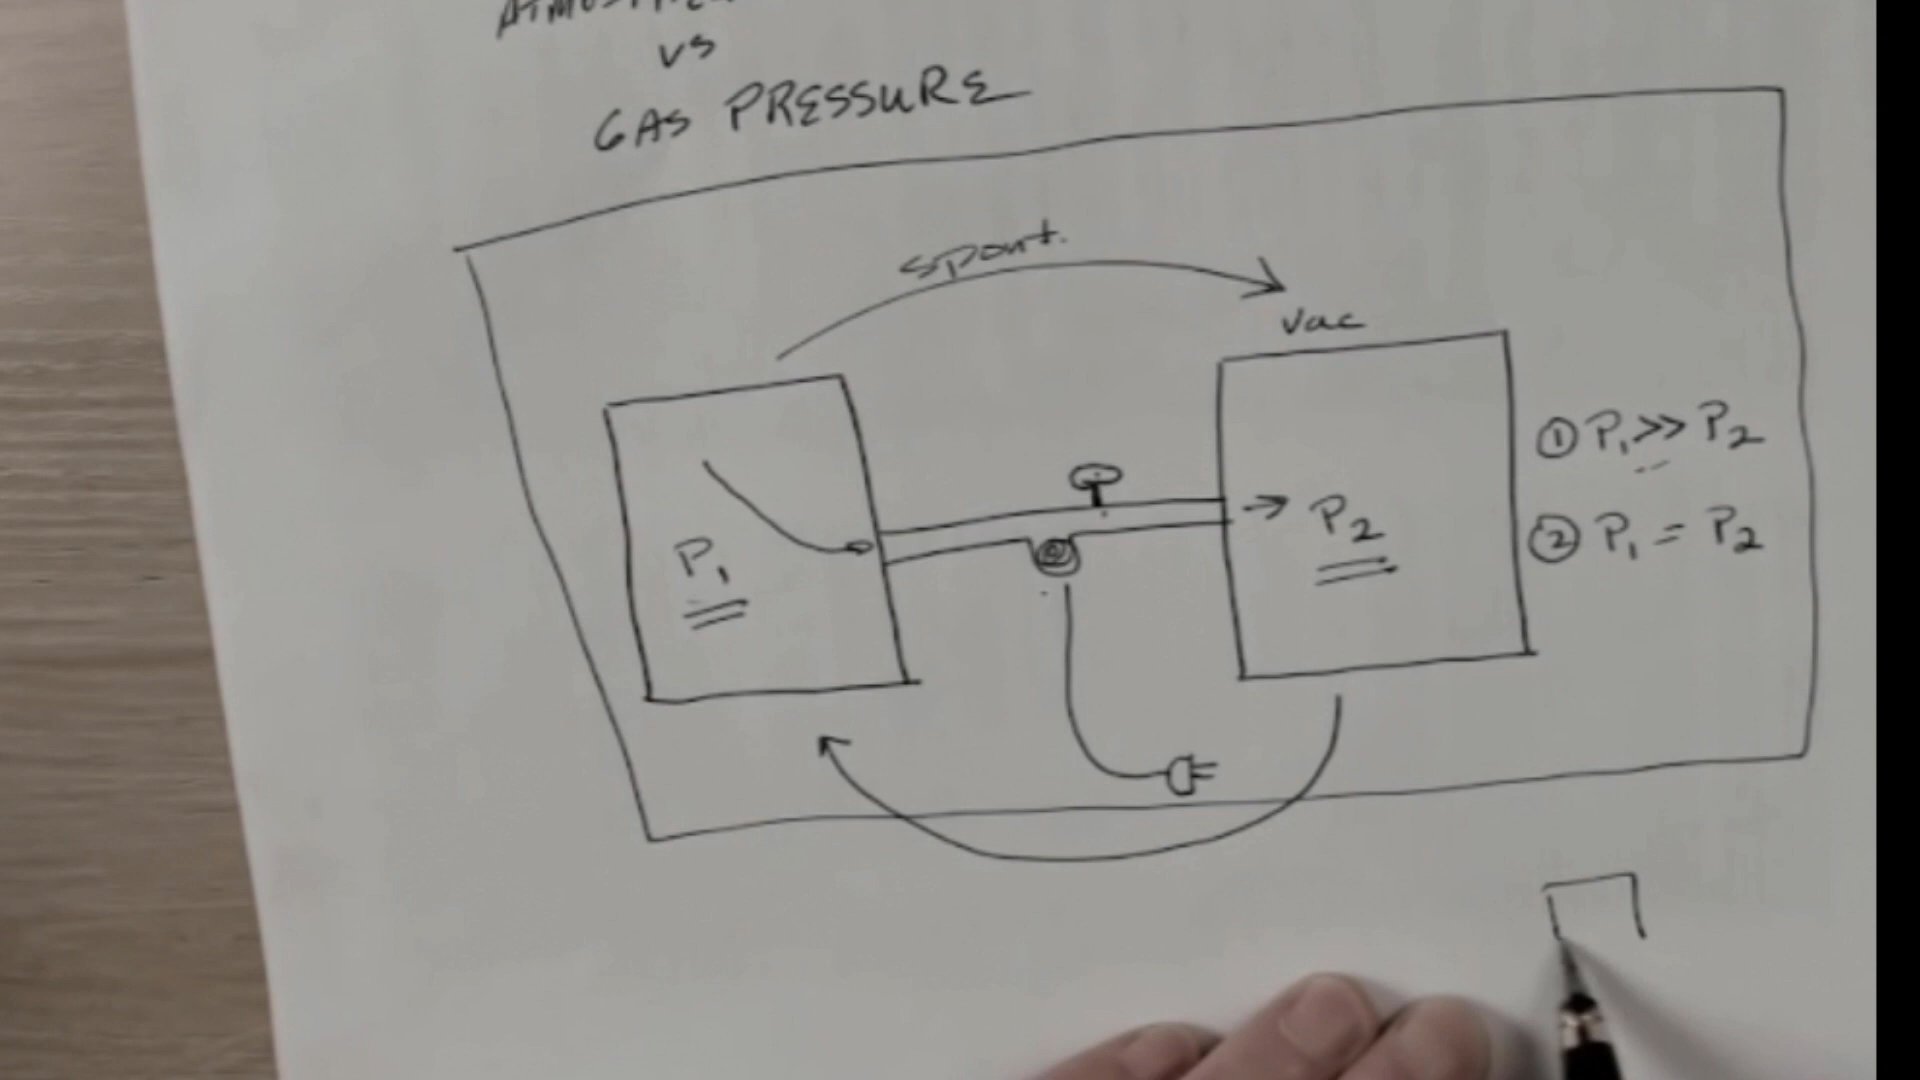 vs
GAS PRESSURE
spont.
Vac
① P₁ >> P₂
P₁
→ P₂
② P₁ = P₂